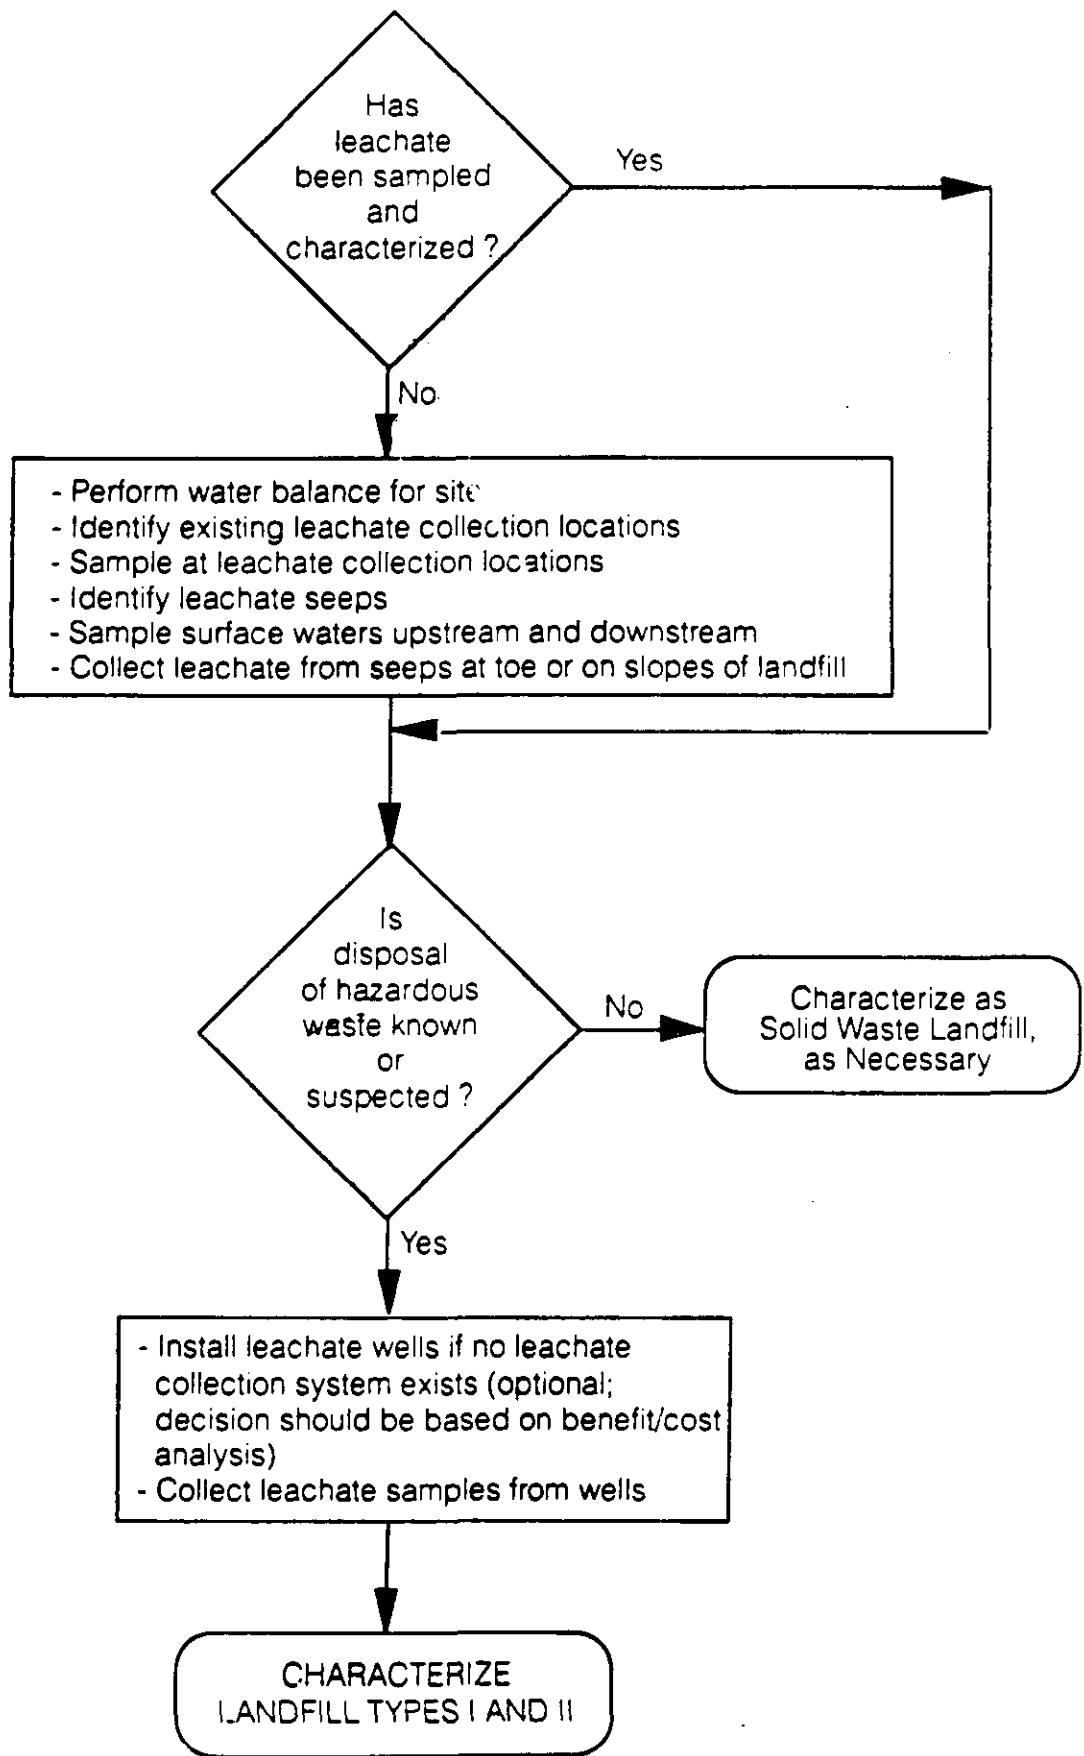 Has
leachate
been sampled
and
characterized ?
Yes
No
- Perform water balance for site
- Identify existing leachate collection locations
- Sample at leachate collection locations
- Identify leachate seeps
- Sample surface waters upstream and downstream
- Collect leachate from seeps at toe or on slopes of landfill
Is
disposal
of hazardous
waste known
or
suspected ?
No
Characterize as
Solid Waste Landfill,
as Necessary
Yes
- Install leachate wells if no leachate
collection system exists (optional;
decision should be based on benefit/cost
analysis)
- Collect leachate samples from wells
CHARACTERIZE
LANDFILL TYPES I AND II